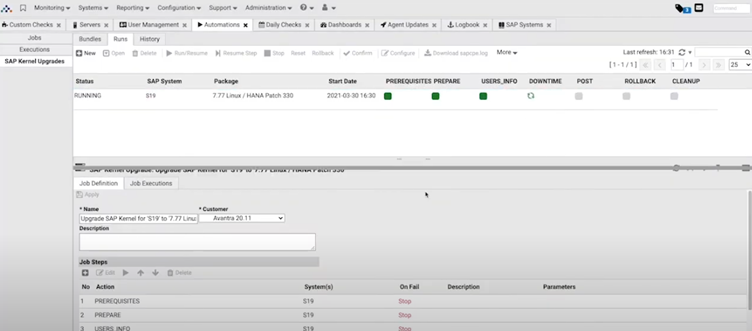 Monitoring Systems Reporting Configuration Support Administration 3 Command
Custom Checks x Servers x User Management x Automations x Daily Checks x Dashboards x Agent Updates x Logbook x SAP Systems x
Jobs
Executions
SAP Kernel Upgrades
Bundles Runs History
New Open Delete Run/Resume Resume Step Stop Reset Rollback Confirm Configure Download saprpe.log More Last refresh: 16:31
[ 1 - 1 / 1 ] 1 / 1 25
Status SAP System Package Start Date PREREQUISITES PREPARE USERS_INFO DOWNTIME POST ROLLBACK CLEANUP
RUNNING S19 7.77 Linux / HANA Patch 330 2021-03-30 16:30
SAP Kernel Upgrade: Upgrade SAP Kernel for 'S19' to '7.77 Linux / HANA Patch 330'
Job Definition Job Executions
Apply
* Name * Customer
Upgrade SAP Kernel for 'S19' to '7.77 Linu Avantra 20.11
Description
Job Steps
Edit Delete
No Action System(s) On Fail Description Parameters
1 PREREQUISITES S19 Stop
2 PREPARE S19 Stop
3 USERS_INFO S19 Stop